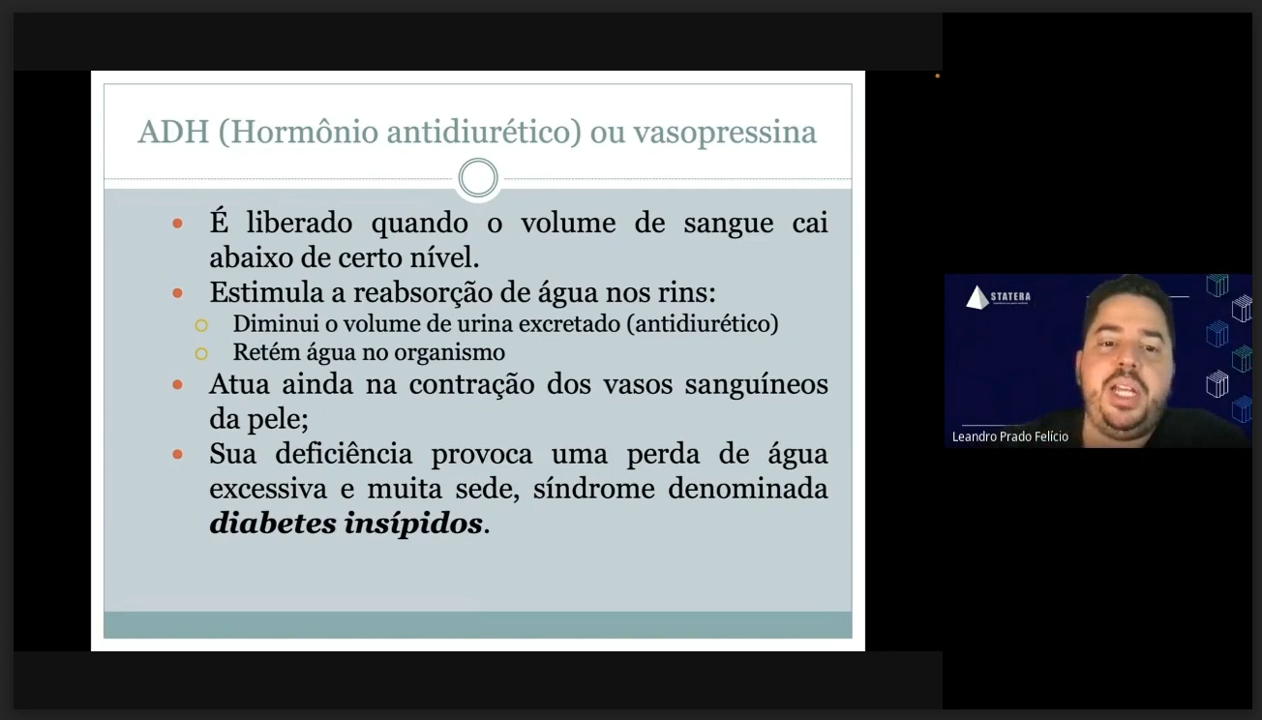 ADH (Hormônio antidiurético) ou vasopressina
• É liberado quando o volume de sangue cai
abaixo de certo nível.
• Estimula a reabsorção de água nos rins:
o Diminui o volume de urina excretado (antidiurético)
o Retém água no organismo
• Atua ainda na contração dos vasos sanguíneos
da pele;
• Sua deficiência provoca uma perda de água
excessiva e muita sede, síndrome denominada
diabetes insípidos.
STATERA
Leandro Prado Felício